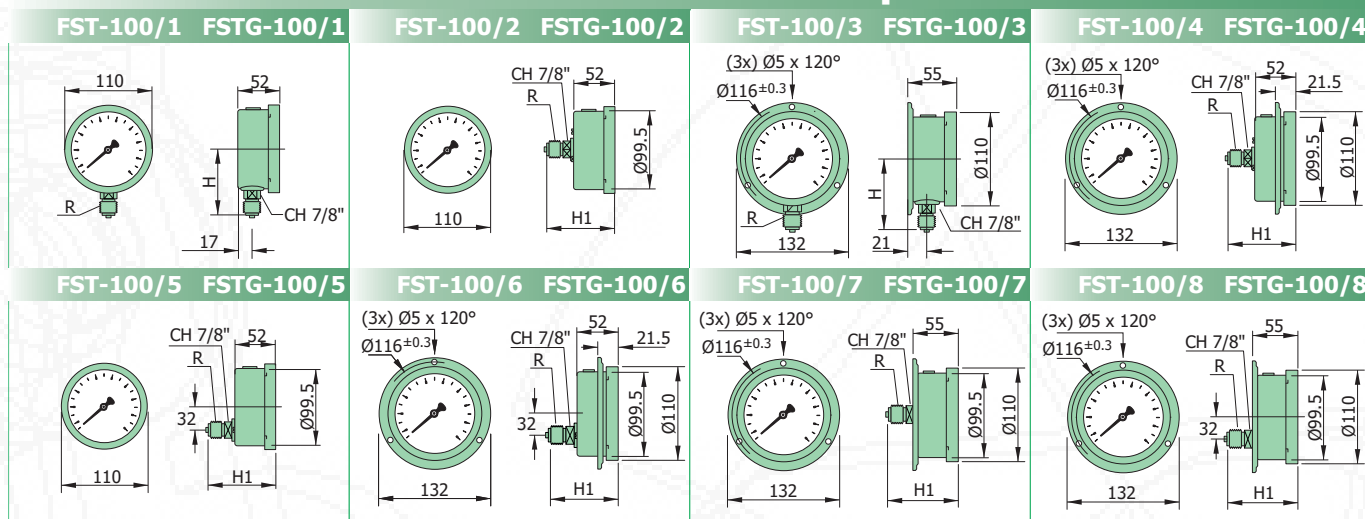 FST-100/1 FSTG-100/1
110
52
H
R
CH 7/8"
17
FST-100/2 FSTG-100/2
CH 7/8"
52
R
Ø99.5
110
H1
FST-100/3 FSTG-100/3
(3x) Ø5 x 120°
55
Ø116±0.3
Ø110
H
R
CH 7/8"
132
21
FST-100/4 FSTG-100/4
(3x) Ø5 x 120°
52
CH 7/8"
21.5
Ø116±0.3
R
Ø99.5
Ø110
132
H1
FST-100/5 FSTG-100/5
CH 7/8"
52
R
Ø99.5
32
110
H1
FST-100/6 FSTG-100/6
(3x) Ø5 x 120°
52
Ø116±0.3
CH 7/8"
21.5
R
Ø99.5
Ø110
32
132
H1
FST-100/7 FSTG-100/7
(3x) Ø5 x 120°
55
Ø116±0.3
CH 7/8"
R
Ø99.5
Ø110
132
H1
FST-100/8 FSTG-100/8
(3x) Ø5 x 120°
55
Ø116±0.3
CH 7/8"
R
Ø99.5
Ø110
32
132
H1